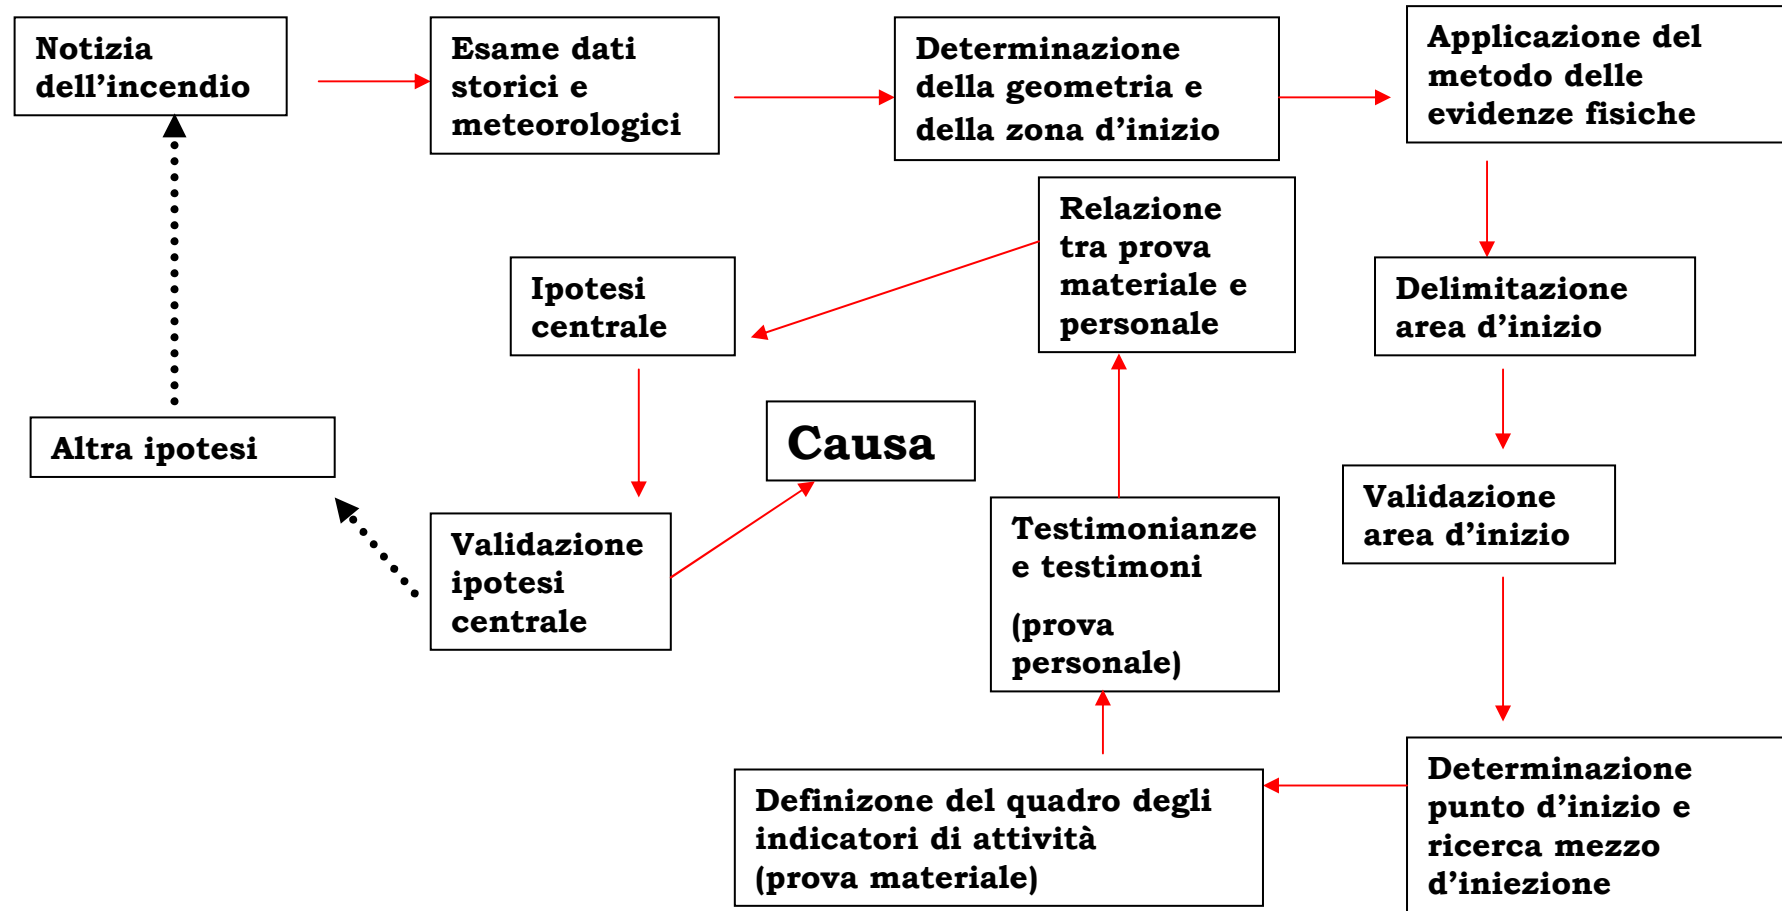 Notizia
dell’incendio
Esame dati
storici e
meteorologici
Determinazione
della geometria e
della zona d’inizio
Applicazione del
metodo delle
evidenze fisiche
Delimitazione
area d’inizio
Validazione
area d’inizio
Determinazione
punto d’inizio e
ricerca mezzo
d’iniezione
Definizone del quadro degli
indicatori di attività
(prova materiale)
Testimonianze
e testimoni
(prova
personale)
Relazione
tra prova
materiale e
personale
Ipotesi
centrale
Validazione
ipotesi
centrale
Causa
Altra ipotesi